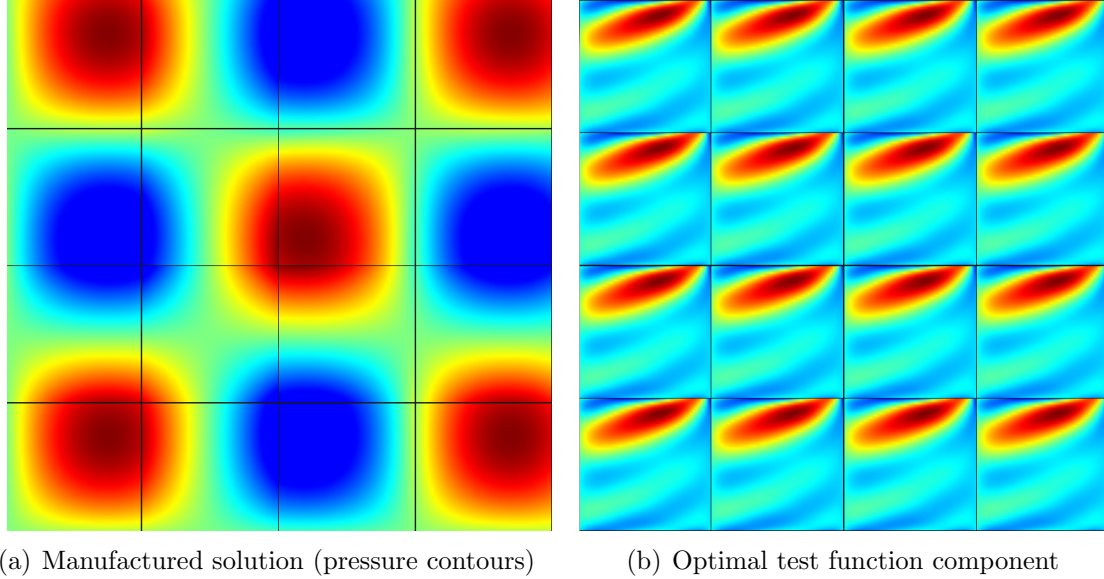 a) Manufactured solution (pressure contours)
(b) Optimal test function component